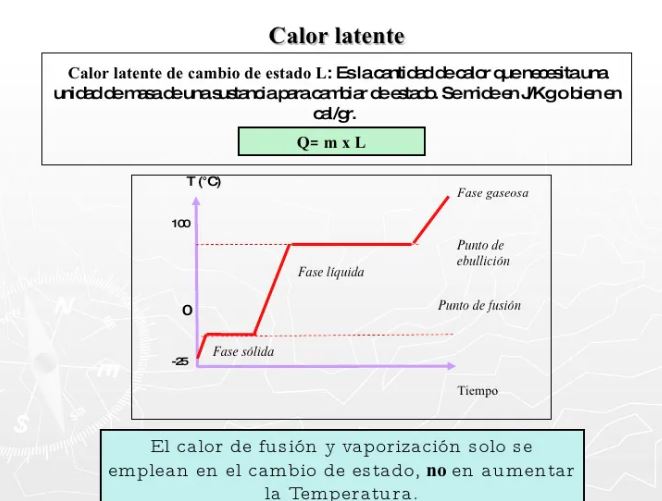 Calor latente
Calor latente de cambio de estado L: Es la cantidad de calor que necesita una
unidad de masa de una sustancia para cambiar de estado. Se mide en J/Kg o bien en
cal/gr.
Q= m x L
T (°C)
Fase gaseosa
100
Punto de
ebullición
Fase líquida
Punto de fusión
0
Fase sólida
-25
Tiempo
El calor de fusión y vaporización solo se
emplean en el cambio de estado, no en aumentar
la Temperatura.